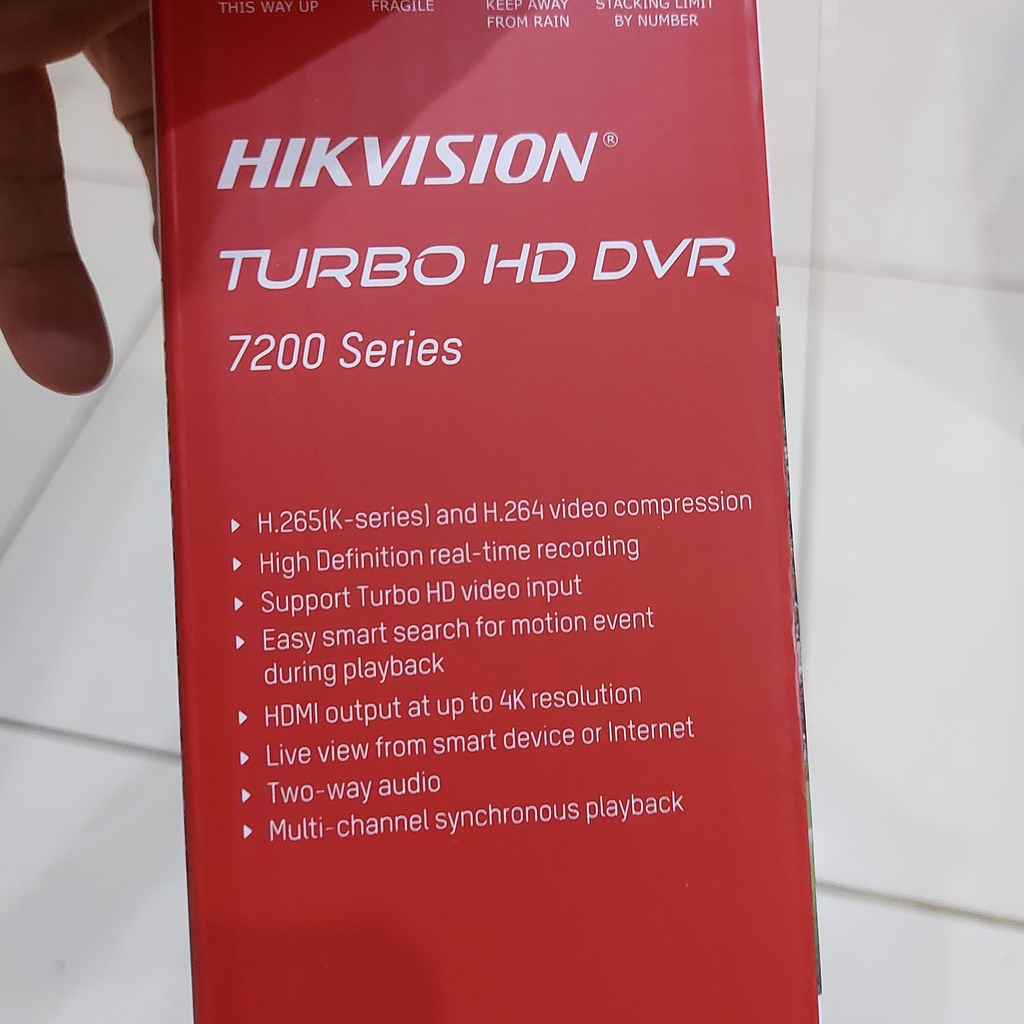 THIS WAY UP FRAGILE KEEP AWAY STACKING LIMIT
FROM RAIN BY NUMBER
HIKVISION®
TURBO HD DVR
7200 Series
▸ H.265(K-series) and H.264 video compression
▸ High Definition real-time recording
▸ Support Turbo HD video input
▸ Easy smart search for motion event
during playback
▸ HDMI output at up to 4K resolution
▸ Live view from smart device or Internet
▸ Two-way audio
▸ Multi-channel synchronous playback